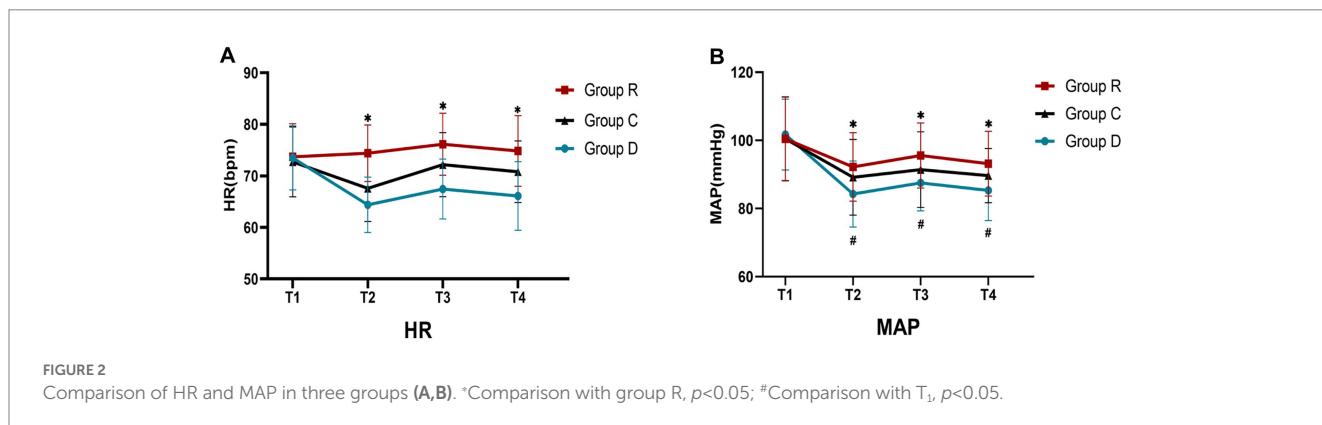 A
90
80
70
60
50
HR(bpm)
*
*
*
T1
T2
T3
T4
HR
Group R
Group C
Group D
B
120
100
80
60
MAP(mmHg)
*
*
*
#
#
#
T1
T2
T3
T4
MAP
Group R
Group C
Group D
FIGURE 2
Comparison of HR and MAP in three groups (A,B). *Comparison with group R, p<0.05; #Comparison with T₁, p<0.05.